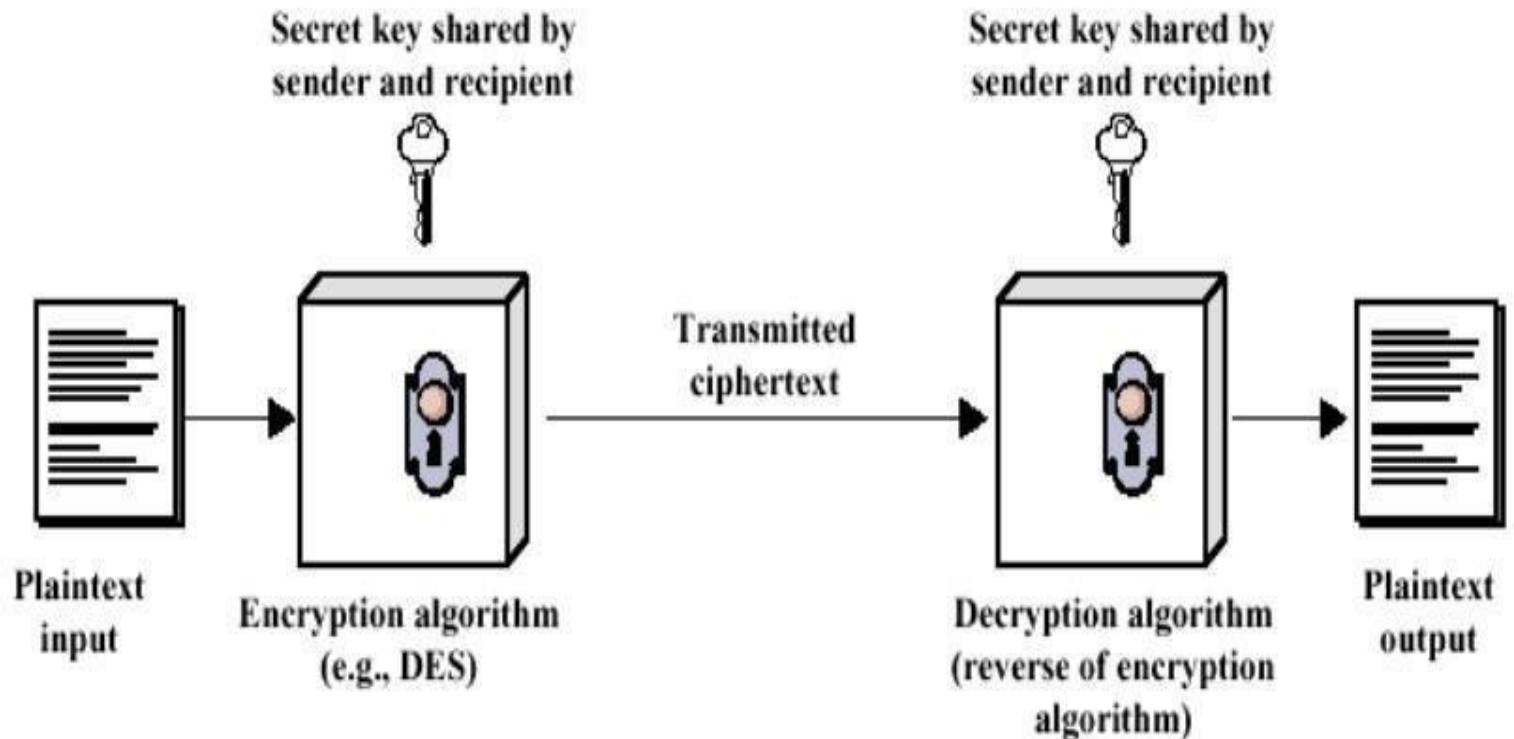 Secret key shared by
sender and recipient
Secret key shared by
sender and recipient
Transmitted
ciphertext
Plaintext
input
Encryption algorithm
(e.g., DES)
Decryption algorithm
(reverse of encryption
algorithm)
Plaintext
output